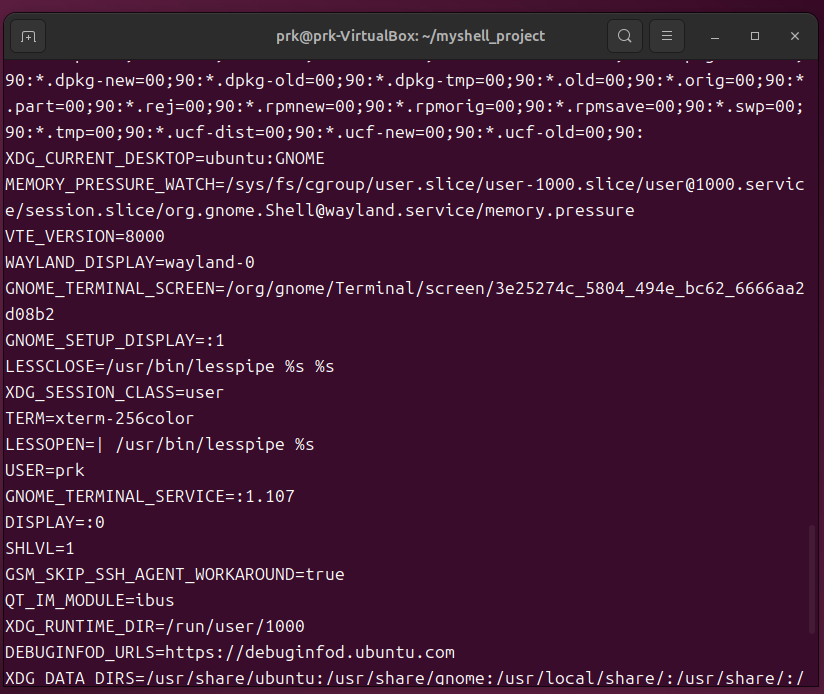 prk@prk-VirtualBox: ~/myshell_project
90:*.dpkg-new=00;90:*.dpkg-old=00;90:*.dpkg-tmp=00;90:*.old=00;90:*.orig=00;90:*
.part=00;90:*.rej=00;90:*.rpmnew=00;90:*.rpmorig=00;90:*.rpmsave=00;90:*.swp=00;
90:*.tmp=00;90:*.ucf-dist=00;90:*.ucf-new=00;90:*.ucf-old=00;90:
XDG_CURRENT_DESKTOP=ubuntu:GNOME
MEMORY_PRESSURE_WATCH=/sys/fs/cgroup/user.slice/user-1000.slice/user@1000.servic
e/session.slice/org.gnome.Shell@wayland.service/memory.pressure
VTE_VERSION=8000
WAYLAND_DISPLAY=wayland-0
GNOME_TERMINAL_SCREEN=/org/gnome/Terminal/screen/3e25274c_5804_494e_bc62_6666aa2
d08b2
GNOME_SETUP_DISPLAY=:1
LESSCLOSE=/usr/bin/lesspipe %s %s
XDG_SESSION_CLASS=user
TERM=xterm-256color
LESSOPEN=| /usr/bin/lesspipe %s
USER=prk
GNOME_TERMINAL_SERVICE=:1.107
DISPLAY=:0
SHLVL=1
GSM_SKIP_SSH_AGENT_WORKAROUND=true
QT_IM_MODULE=ibus
XDG_RUNTIME_DIR=/run/user/1000
DEBUGINFOD_URLS=https://debuginfod.ubuntu.com
XDG_DATA_DIRS=/usr/share/ubuntu:/usr/share/gnome:/usr/local/share/:/usr/share/:/